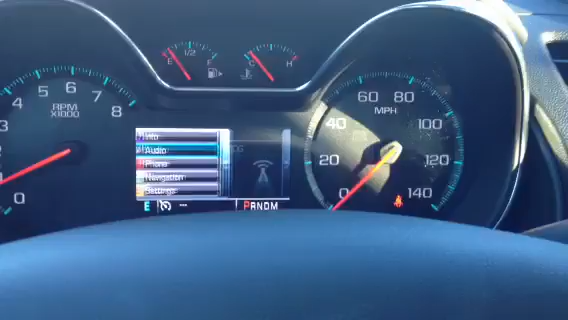 E 1/2 F
C H
4 5 6 7 8
3
RPM
X1000
0
Info
Audio
Phone
Navigation
Settings
E --
PRNDM
0 20 40 60 80 100 120 140
MPH